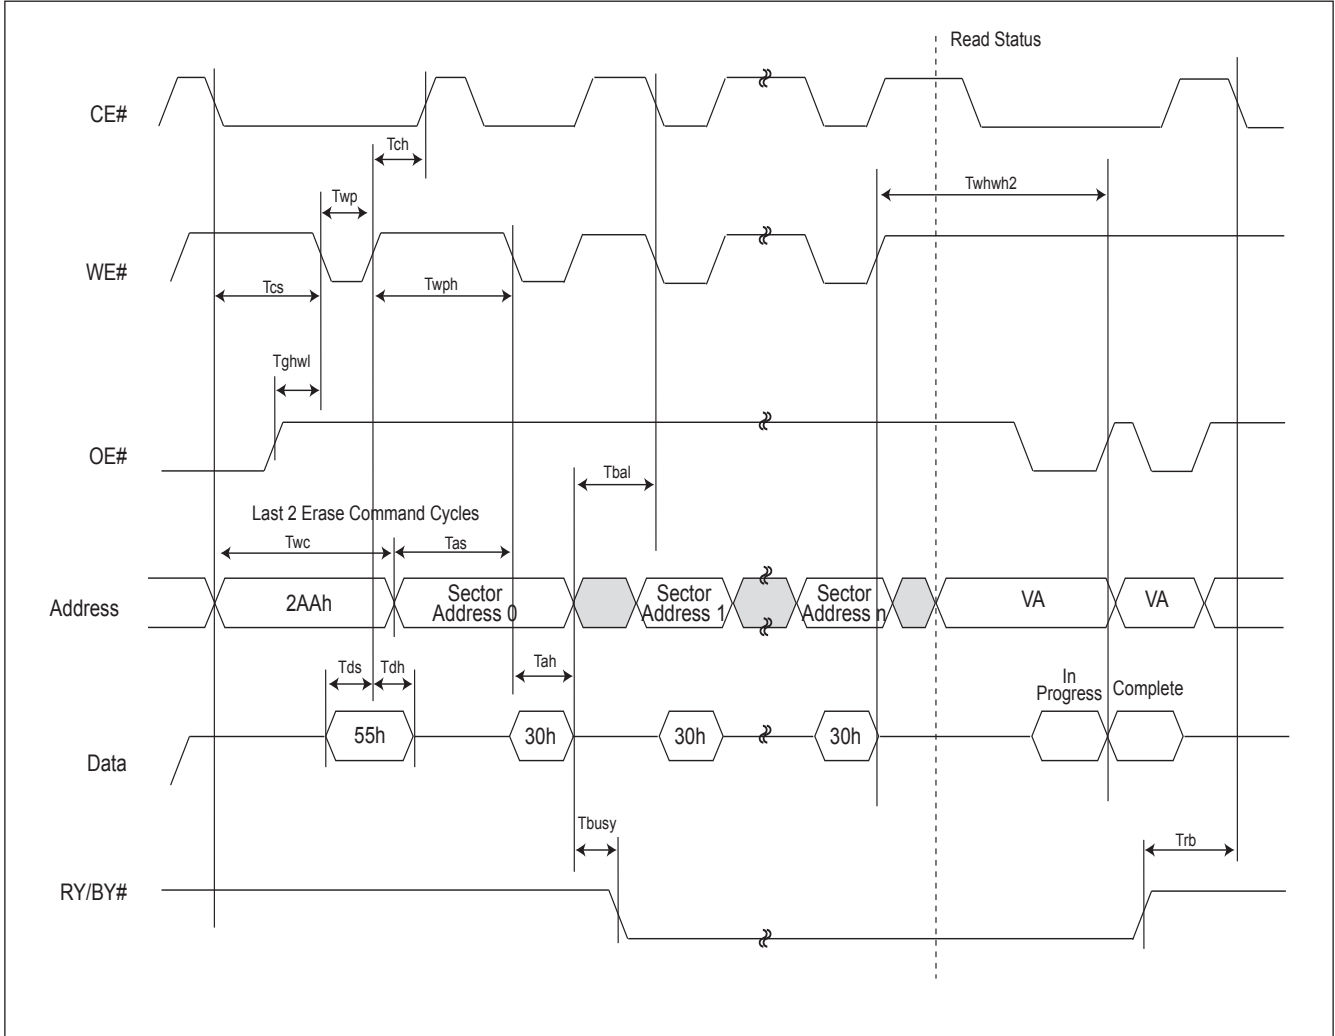 Read Status
CE#
Tch
Twp
Twhwh2
WE#
Tcs
Twph
Tghwl
OE#
Tbal
Last 2 Erase Command Cycles
Twc
Tas
Address
2AAh
Sector
Address 0
Sector
Address 1
Sector
Address n
VA
VA
Tds
Tdh
Tah
In
Progress
Complete
Data
55h
30h
30h
30h
Tbusy
Trb
RY/BY#